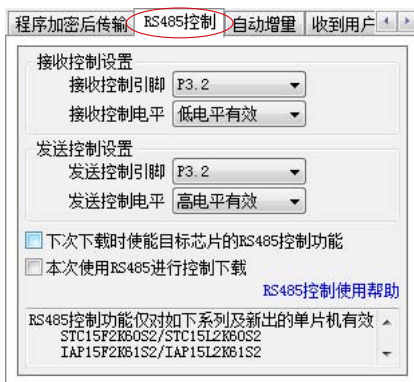 程序加密后传输 RS485控制 自动增量 收到用户
接收控制设置
接收控制引脚 P3.2
接收控制电平 低电平有效
发送控制设置
发送控制引脚 P3.2
发送控制电平 高电平有效
下次下载时使能目标芯片的RS485控制功能
本次使用RS485进行控制下载
RS485控制使用帮助
RS485控制功能仅对如下系列及新出的单片机有效
STC15F2K60S2/STC15L2K60S2
IAP15F2K61S2/IAP15L2K61S2